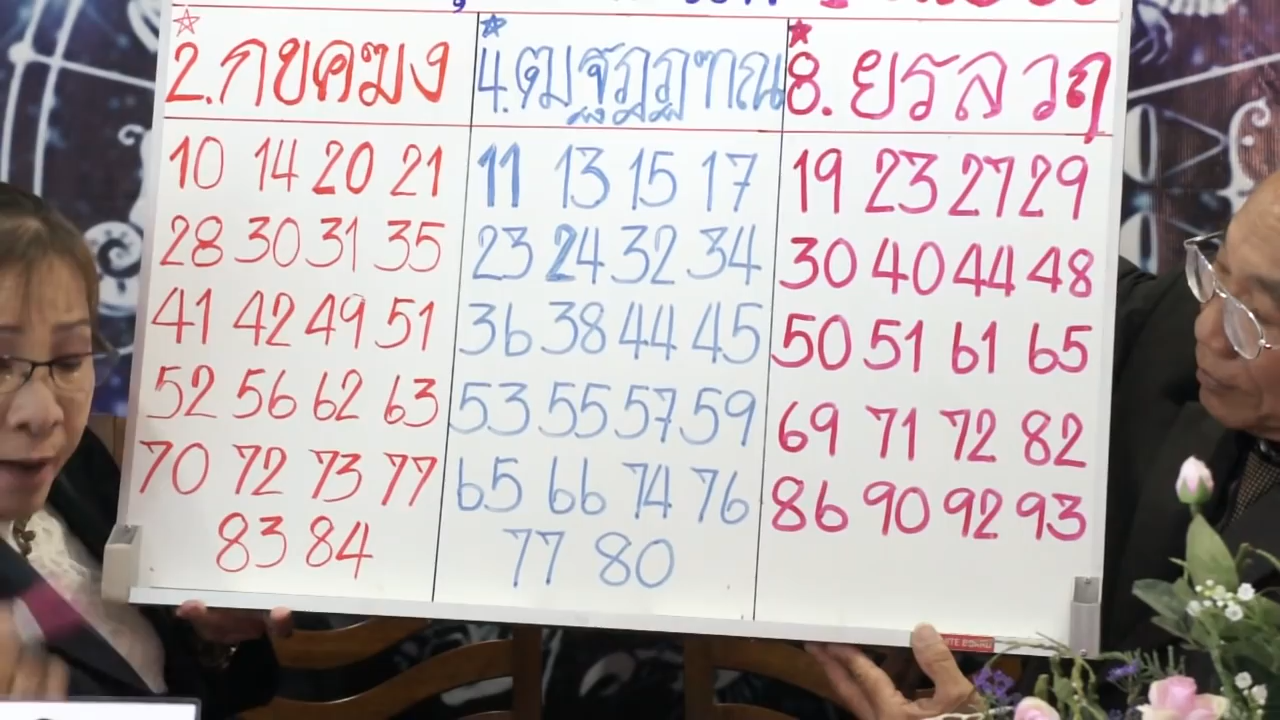 2. กขคฆง
10 14 20 21
28 30 31 35
41 42 49 51
52 56 62 63
70 72 73 77
83 84
4. ฒฐฎฏฑณ
11 13 15 17
23 24 32 34
36 38 44 45
53 55 57 59
65 66 74 76
77 80
8. ยรลวฤ
19 23 27 29
30 40 44 48
50 51 61 65
69 71 72 82
86 90 92 93